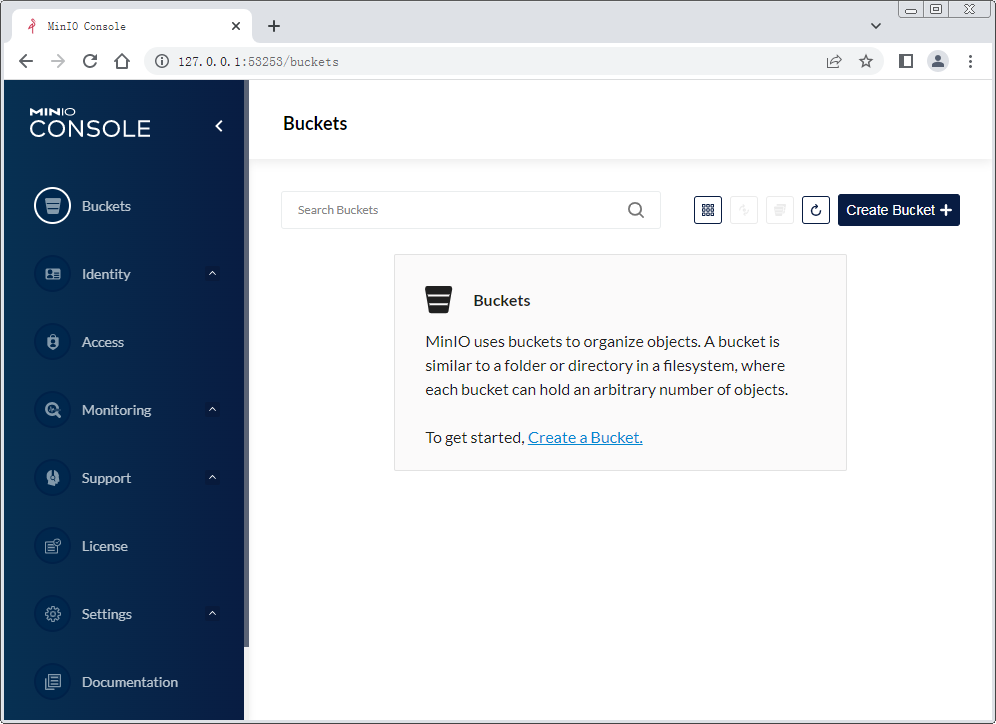 MinIO Console
127.0.0.1:53253/buckets
MINIO
CONSOLE
Buckets
Identity
Access
Monitoring
Support
License
Settings
Documentation
Buckets
Search Buckets
Create Bucket
Buckets
MinIO uses buckets to organize objects. A bucket is
similar to a folder or directory in a filesystem, where
each bucket can hold an arbitrary number of objects.
To get started, Create a Bucket.